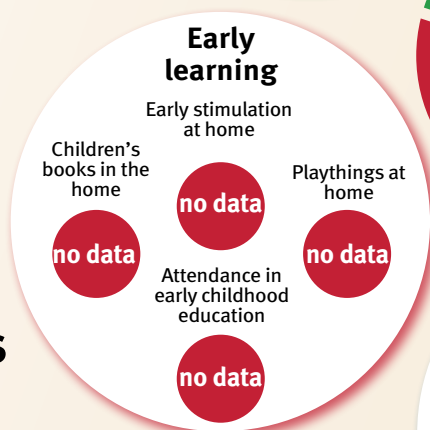 Early
learning
Early stimulation
at home
Children's
books in the
home
Playthings at
home
no data
no data
no data
Attendance in
early childhood
education
no data
s